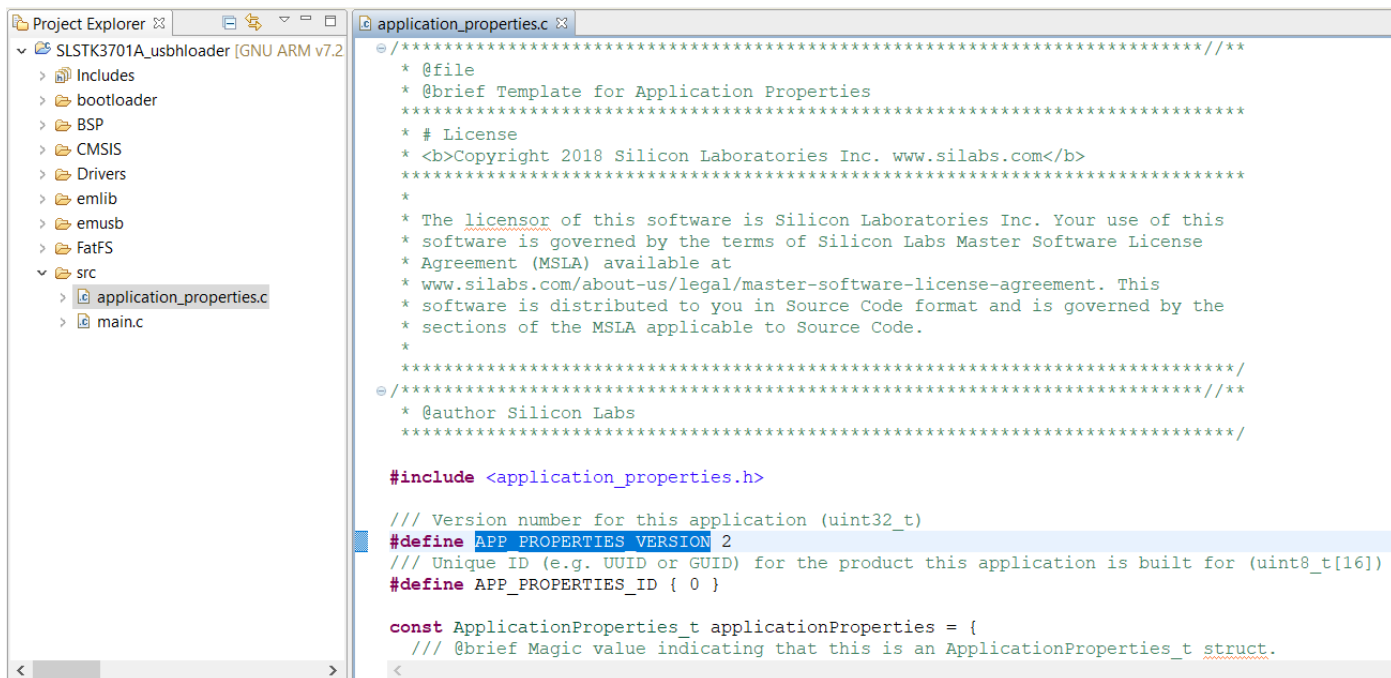 Project Explorer
SLSTK3701A_usbhloader [GNU ARM v7.2
Includes
bootloader
BSP
CMSIS
Drivers
emlib
emusb
FatFS
src
application_properties.c
main.c
application_properties.c
/***************************************************************************//**
* @file
* @brief Template for Application Properties
*******************************************************************************
* # License
* <b>Copyright 2018 Silicon Laboratories Inc. www.silabs.com</b>
*******************************************************************************
*
* The licensor of this software is Silicon Laboratories Inc. Your use of this
* software is governed by the terms of Silicon Labs Master Software License
* Agreement (MSLA) available at
* www.silabs.com/about-us/legal/master-software-license-agreement. This
* software is distributed to you in Source Code format and is governed by the
* sections of the MSLA applicable to Source Code.
*
******************************************************************************/
/***************************************************************************//**
* @author Silicon Labs
******************************************************************************/
#include <application_properties.h>
/// Version number for this application (uint32_t)
#define APP_PROPERTIES_VERSION 2
/// Unique ID (e.g. UUID or GUID) for the product this application is built for (uint8_t[16])
#define APP_PROPERTIES_ID { 0 }
const ApplicationProperties_t applicationProperties = {
/// @brief Magic value indicating that this is an ApplicationProperties_t struct.